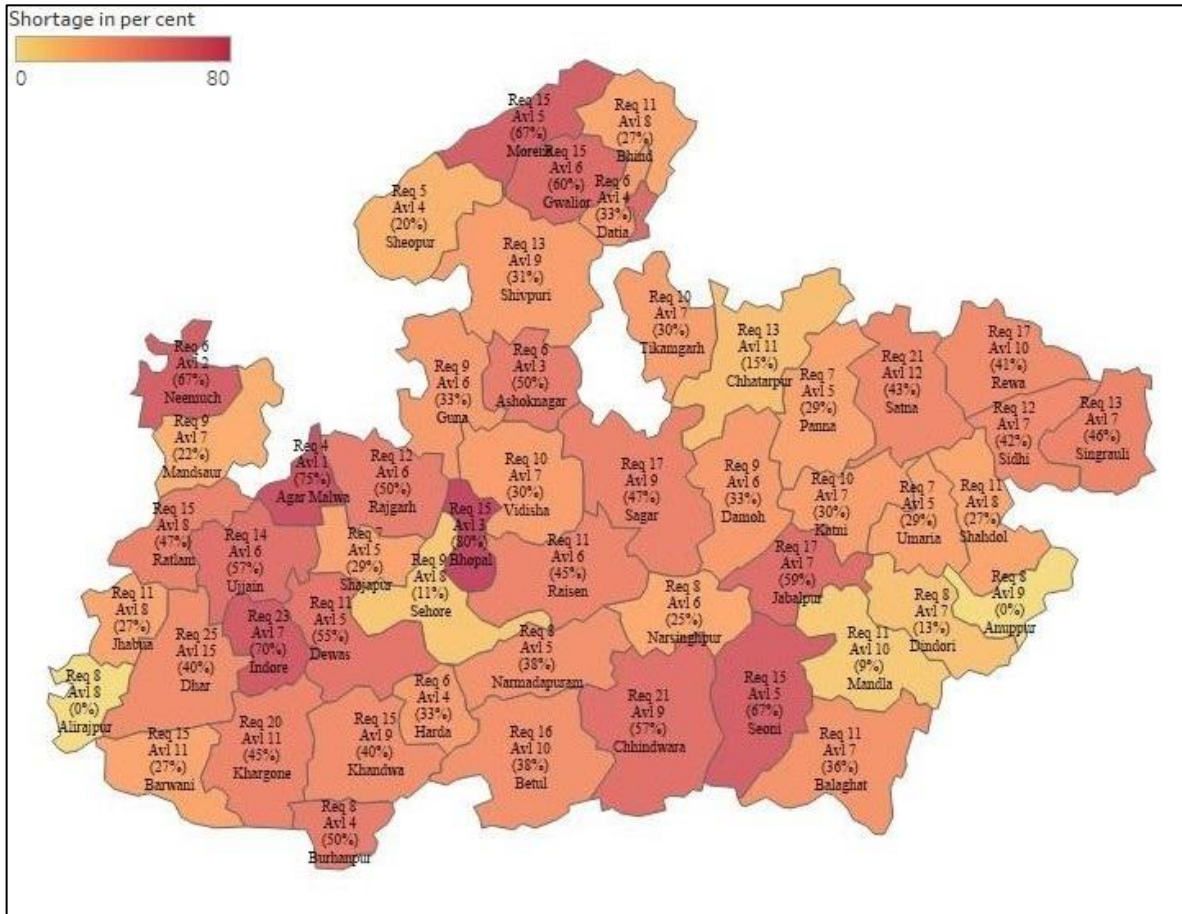 Shortage in per cent
0 80
Req 15
Avl 5
(67%)
Morena
Req 11
Avl 8
(27%)
Bhind
Req 15
Avl 6
(60%)
Gwalior
Req 6
Avl 4
(33%)
Datia
Req 5
Avl 4
(20%)
Sheopur
Req 13
Avl 9
(31%)
Shivpuri
Req 10
Avl 7
(30%)
Tikamgarh
Req 13
Avl 11
(15%)
Chhatarpur
Req 7
Avl 5
(29%)
Panna
Req 21
Avl 12
(43%)
Satna
Req 17
Avl 10
(41%)
Rewa
Req 12
Avl 7
(42%)
Sidhi
Req 13
Avl 7
(46%)
Singrauli
Req 6
Avl 2
(67%)
Neemuch
Req 9
Avl 7
(22%)
Mandsaur
Req 9
Avl 6
(33%)
Guna
Req 6
Avl 3
(50%)
Ashoknagar
Req 4
Avl 1
(75%)
Agar Malwa
Req 12
Avl 6
(50%)
Rajgarh
Req 10
Avl 7
(30%)
Vidisha
Req 17
Avl 9
(47%)
Sagar
Req 9
Avl 6
(33%)
Damoh
Req 10
Avl 7
(30%)
Katni
Req 7
Avl 5
(29%)
Umaria
Req 11
Avl 8
(27%)
Shahdol
Req 15
Avl 8
(47%)
Ratlam
Req 14
Avl 6
(57%)
Ujjain
Req 7
Avl 5
(29%)
Shajapur
Req 9
Avl 8
(11%)
Sehore
Req 15
Avl 3
(80%)
Bhopal
Req 11
Avl 6
(45%)
Raisen
Req 17
Avl 7
(59%)
Jabalpur
Req 8
Avl 9
(0%)
Anuppur
Req 8
Avl 7
(13%)
Dindori
Req 11
Avl 8
(27%)
Jhabua
Req 25
Avl 15
(40%)
Dhar
Req 23
Avl 7
(70%)
Indore
Req 11
Avl 5
(55%)
Dewas
Req 8
Avl 5
(38%)
Narmadapuram
Req 8
Avl 6
(25%)
Narsinghpur
Req 11
Avl 10
(9%)
Mandla
Req 8
Avl 8
(0%)
Alirajpur
Req 15
Avl 11
(27%)
Barwani
Req 20
Avl 11
(45%)
Khargone
Req 15
Avl 9
(40%)
Khandwa
Req 6
Avl 4
(33%)
Harda
Req 16
Avl 10
(38%)
Betul
Req 21
Avl 9
(57%)
Chhindwara
Req 15
Avl 5
(67%)
Seoni
Req 11
Avl 7
(36%)
Balaghat
Req 8
Avl 4
(50%)
Burhanpur